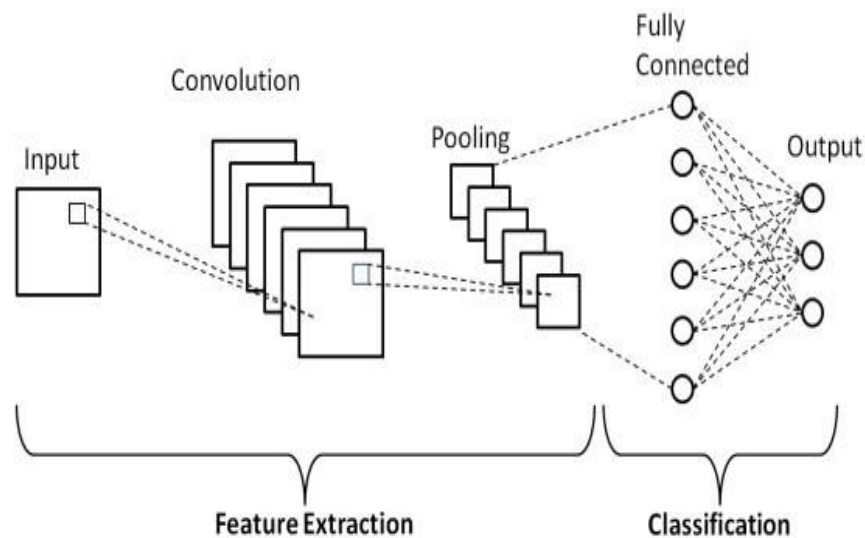 Input
Convolution
Pooling
Fully
Connected
Output
Feature Extraction
Classification